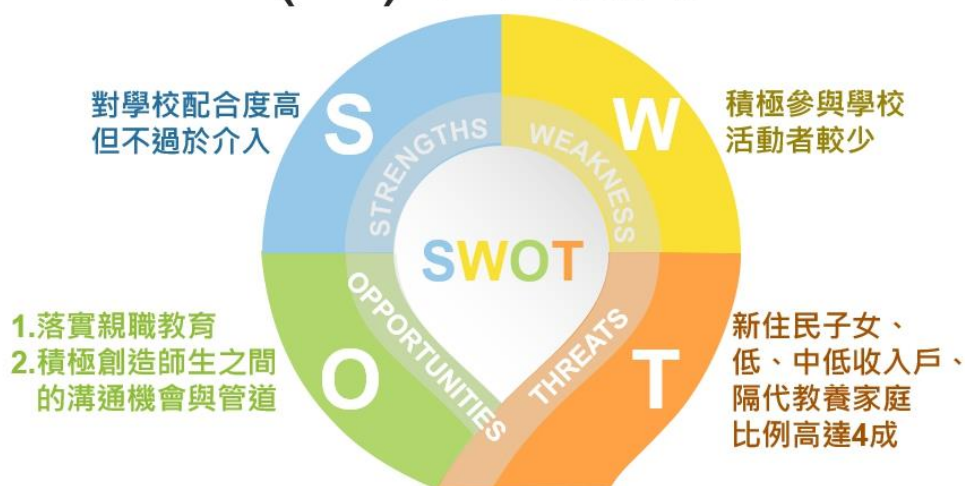 對學校配合度高
但不過於介入
S
STRENGTHS
W
WEAKNESS
積極參與學校
活動者較少
SWOT
1.落實親職教育
2.積極創造師生之間
的溝通機會與管道
O
OPPORTUNITIES
T
THREATS
新住民子女、
低、中低收入戶、
隔代教養家庭
比例高達4成